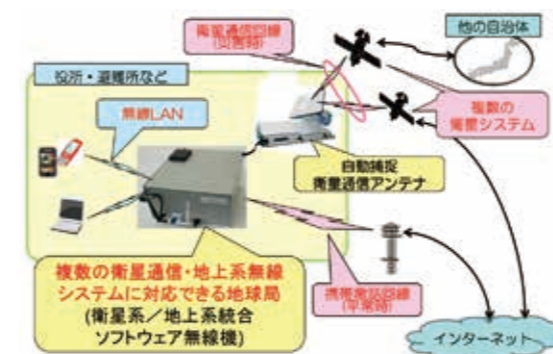 衛星通信回線
(災害時)
他の自治体
役所・避難所など
無線LAN
複数の
衛星システム
自動捕捉
衛星通信アンテナ
複数の衛星通信・地上系無線
システムに対応できる地球局
(衛星系／地上系統合
ソフトウェア無線機)
携帯電話回線
(平常時)
インターネット